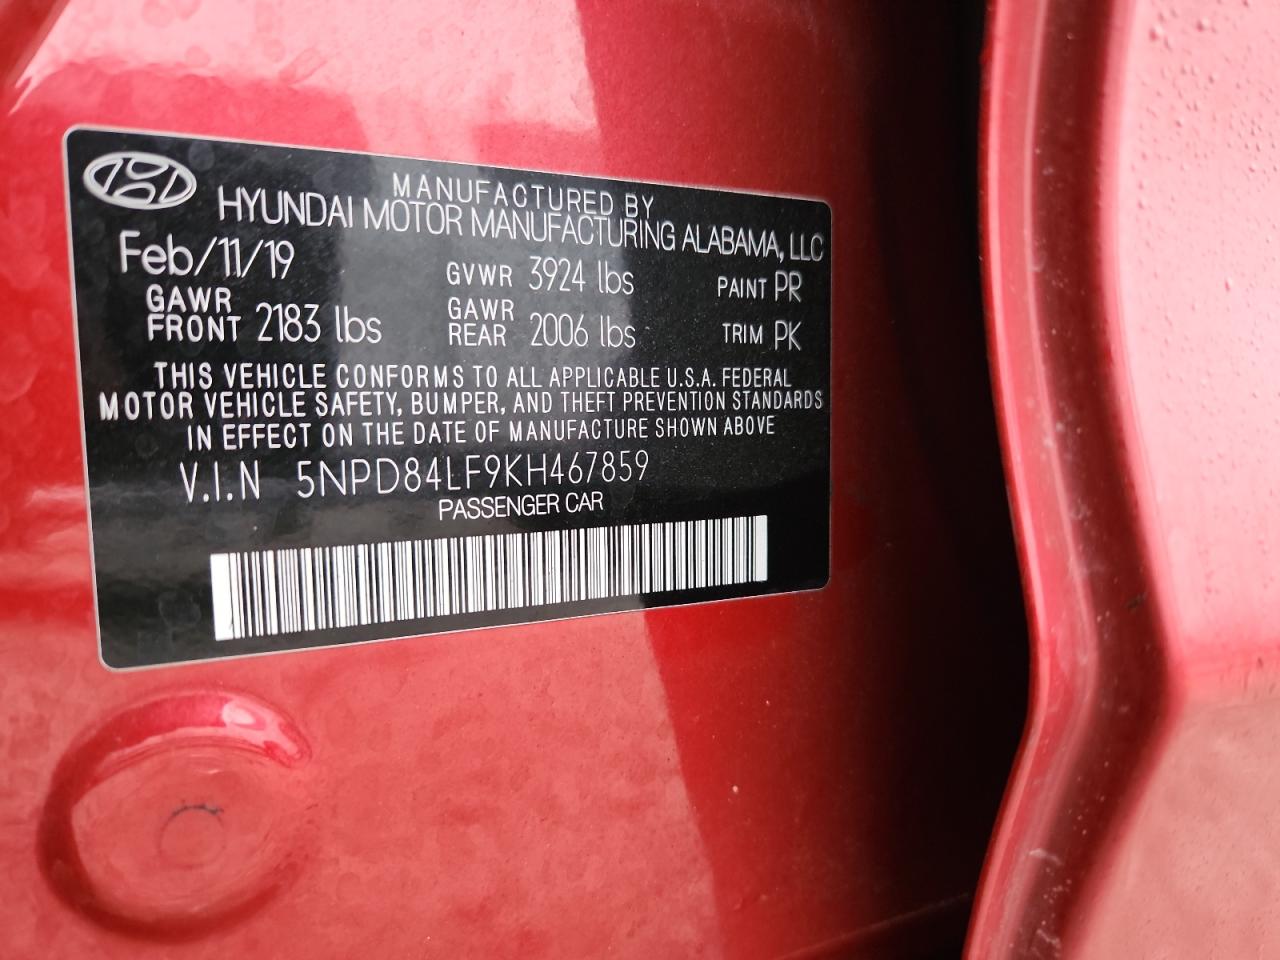 MANUFACTURED BY
HYUNDAI MOTOR MANUFACTURING ALABAMA, LLC
Feb/11/19 GVWR 3924 lbs PAINT PR
GAWR FRONT 2183 lbs GAWR REAR 2006 lbs TRIM PK
THIS VEHICLE CONFORMS TO ALL APPLICABLE U.S.A. FEDERAL
MOTOR VEHICLE SAFETY, BUMPER, AND THEFT PREVENTION STANDARDS
IN EFFECT ON THE DATE OF MANUFACTURE SHOWN ABOVE
V.I.N 5NPD84LF9KH467859
PASSENGER CAR